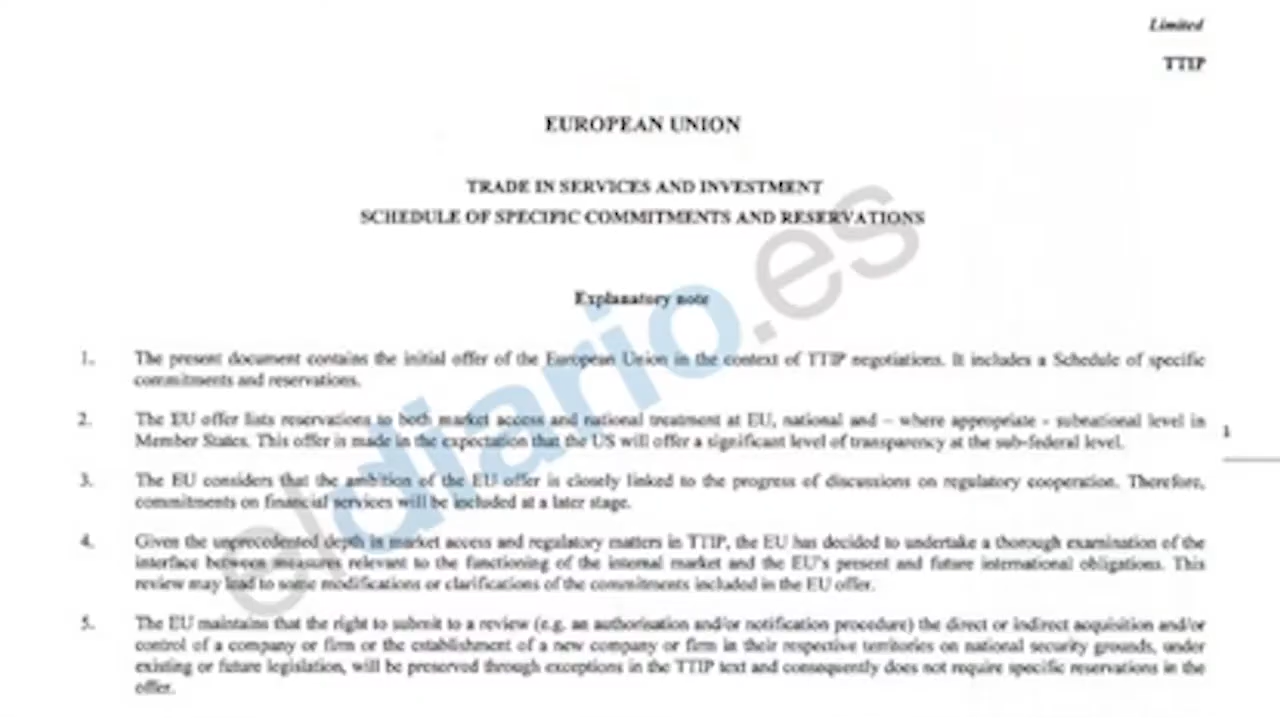 Limited
TTIP
EUROPEAN UNION
TRADE IN SERVICES AND INVESTMENT
SCHEDULE OF SPECIFIC COMMITMENTS AND RESERVATIONS
Explanatory note
1. The present document contains the initial offer of the European Union in the context of TTIP negotiations. It includes a Schedule of specific
commitments and reservations.
2. The EU offer lists reservations to both market access and national treatment at EU, national and – where appropriate - subnational level in
Member States. This offer is made in the expectation that the US will offer a significant level of transparency at the sub-federal level.
1
3. The EU considers that the ambition of the EU offer is closely linked to the progress of discussions on regulatory cooperation. Therefore,
commitments on financial services will be included at a later stage.
4. Given the unprecedented depth in market access and regulatory matters in TTIP, the EU has decided to undertake a thorough examination of the
interface between measures relevant to the functioning of the internal market and the EU's present and future international obligations. This
review may lead to some modifications or clarifications of the commitments included in the EU offer.
5. The EU maintains that the right to submit to a review (e.g. an authorisation and/or notification procedure) the direct or indirect acquisition and/or
control of a company or firm or the establishment of a new company or firm in their respective territories on national security grounds, under
existing or future legislation, will be preserved through exceptions in the TTIP text and consequently does not require specific reservations in the
offer.
eldiario.es